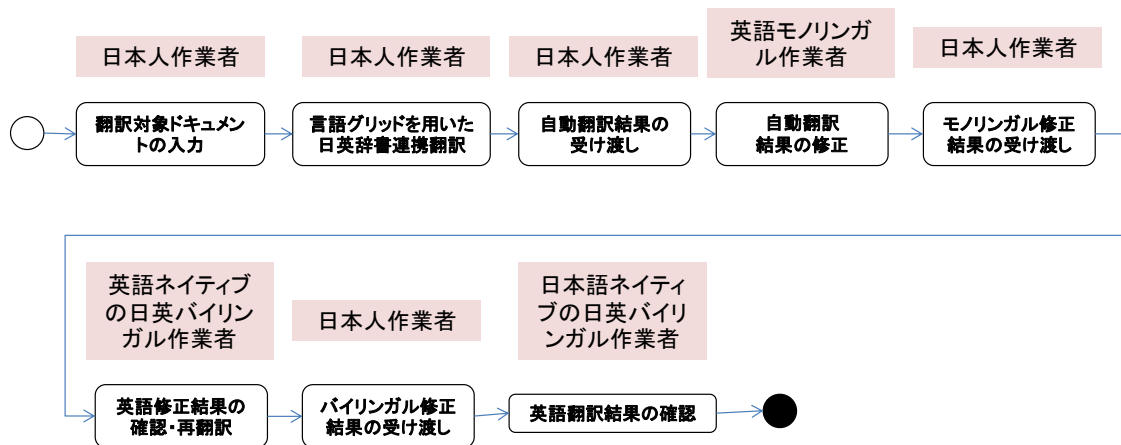 日本人作業者
日本人作業者
日本人作業者
英語モノリンガ
ル作業者
日本人作業者
翻訳対象ドキュメン
トの入力
言語グリッドを用いた
日英辞書連携翻訳
自動翻訳結果の
受け渡し
自動翻訳
結果の修正
モノリンガル修正
結果の受け渡し
英語ネイティブ
の日英バイリン
ガル作業者
日本人作業者
日本語ネイティ
ブの日英バイリ
ンガル作業者
英語修正結果の
確認・再翻訳
バイリンガル修正
結果の受け渡し
英語翻訳結果の確認